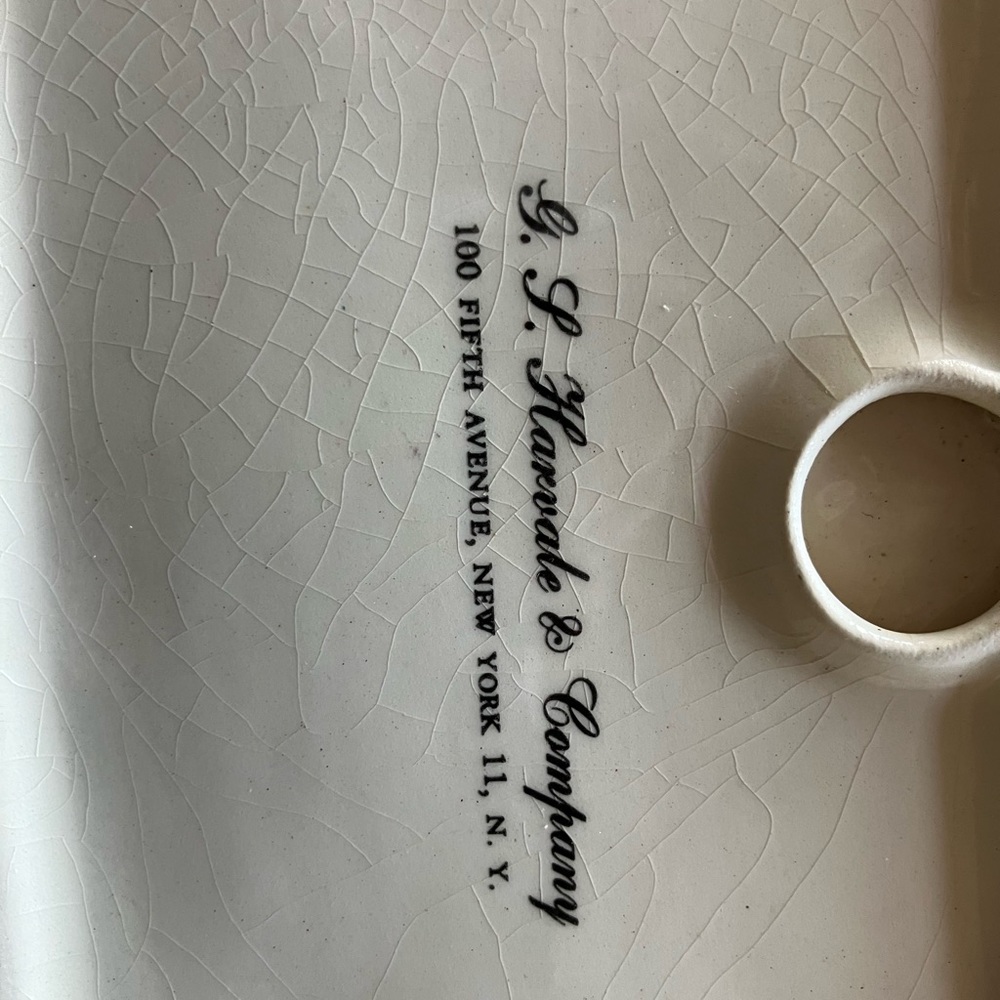 G. S. Harvale & Company
100 FIFTH AVENUE, NEW YORK 11, N. Y.